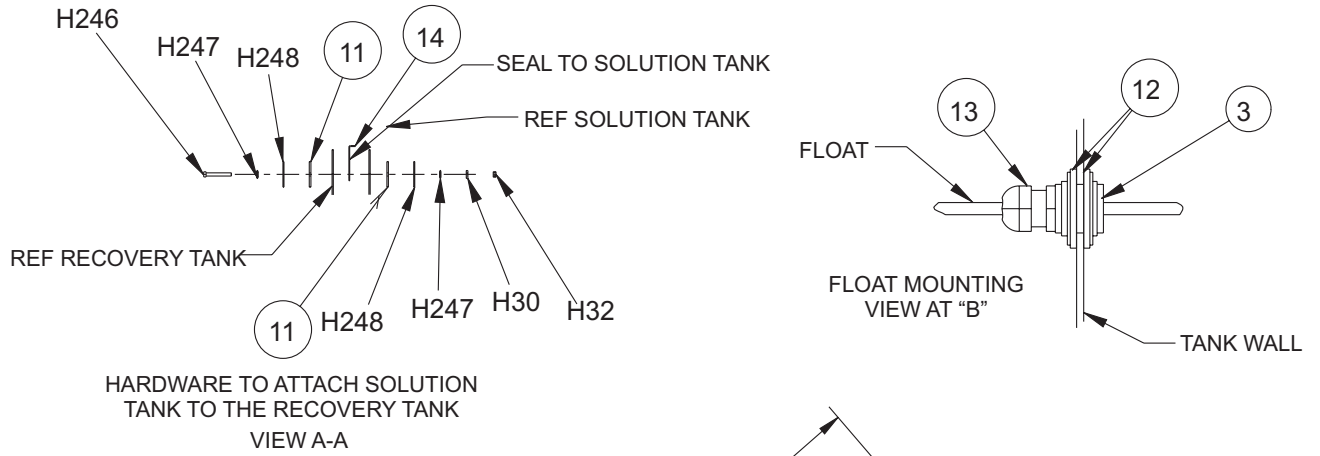 H246
H247
H248
11
14
SEAL TO SOLUTION TANK
REF SOLUTION TANK
REF RECOVERY TANK
11
H248
H247
H30
H32
HARDWARE TO ATTACH SOLUTION
TANK TO THE RECOVERY TANK
VIEW A-A
13
12
3
FLOAT
FLOAT MOUNTING
VIEW AT “B”
TANK WALL